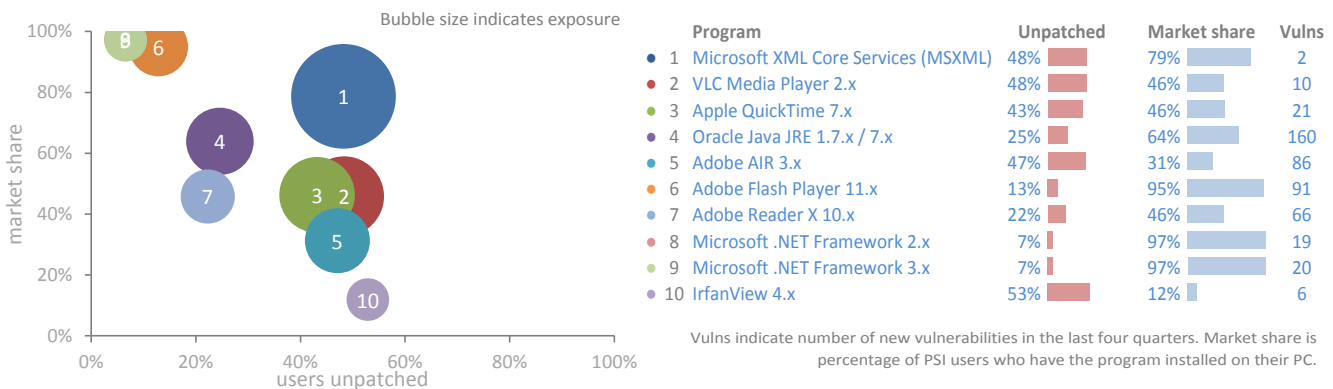 Bubble size indicates exposure
market share
100%
80%
60%
40%
20%
0%
0%
20%
40%
60%
80%
100%
users unpatched
9
6
1
4
7
3
2
5
10
Program Unpatched Market share Vulns
1 Microsoft XML Core Services (MSXML) 48% 79% 2
2 VLC Media Player 2.x 48% 46% 10
3 Apple QuickTime 7.x 43% 46% 21
4 Oracle Java JRE 1.7.x / 7.x 25% 64% 160
5 Adobe AIR 3.x 47% 31% 86
6 Adobe Flash Player 11.x 13% 95% 91
7 Adobe Reader X 10.x 22% 46% 66
8 Microsoft .NET Framework 2.x 7% 97% 19
9 Microsoft .NET Framework 3.x 7% 97% 20
10 IrfanView 4.x 53% 12% 6
Vulns indicate number of new vulnerabilities in the last four quarters. Market share is
percentage of PSI users who have the program installed on their PC.